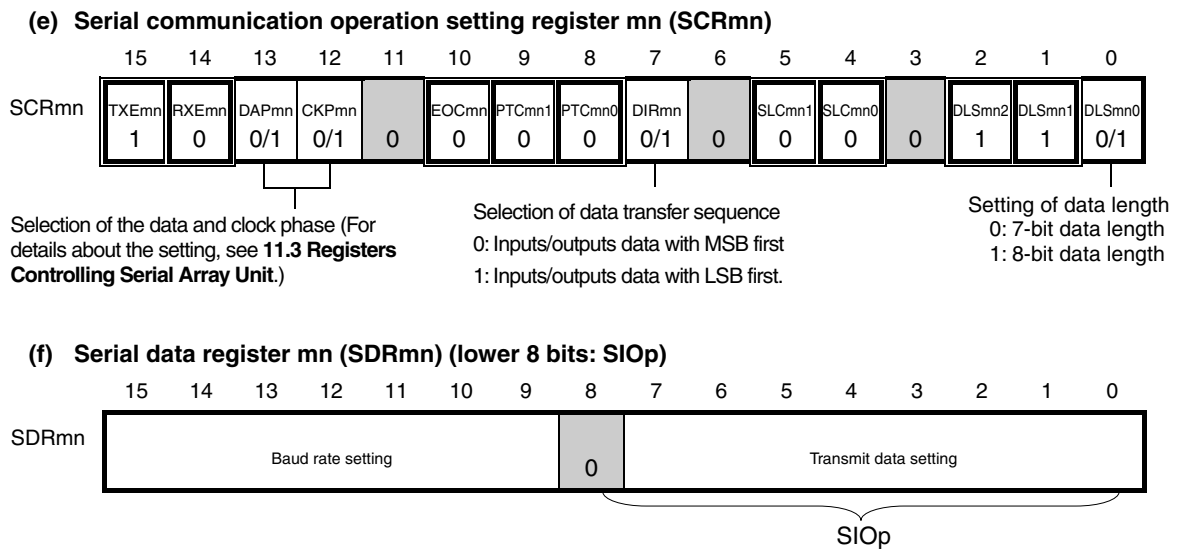 (e) Serial communication operation setting register mn (SCRmn)
15 14 13 12 11 10 9 8 7 6 5 4 3 2 1 0
SCRmn TXEmn RXEmn DAPmn CKPmn EOCmn PTCmn1 PTCmn0 DIRmn SLCmn1 SLCmn0 DLSmn2 DLSmn1 DLSmn0
1 0 0/1 0/1 0 0 0 0 0/1 0 0 0 0 1 1 0/1
Selection of the data and clock phase (For
details about the setting, see 11.3 Registers
Controlling Serial Array Unit.)
Selection of data transfer sequence
0: Inputs/outputs data with MSB first
1: Inputs/outputs data with LSB first.
Setting of data length
0: 7-bit data length
1: 8-bit data length
(f) Serial data register mn (SDRmn) (lower 8 bits: SIOp)
15 14 13 12 11 10 9 8 7 6 5 4 3 2 1 0
SDRmn
Baud rate setting 0 Transmit data setting
SIOp